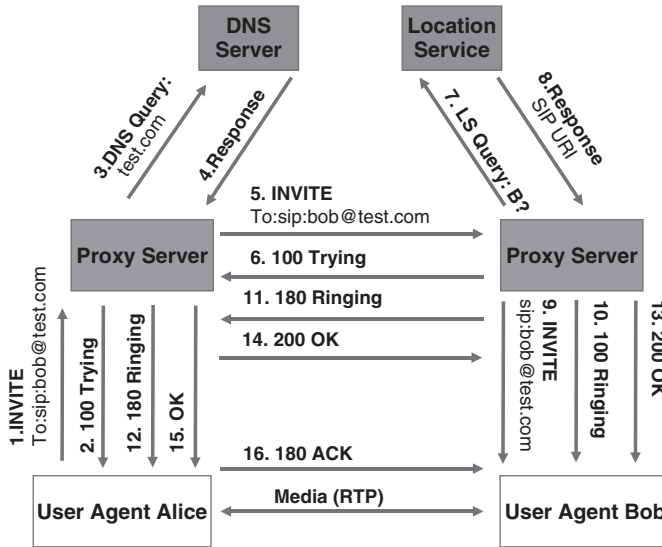 DNS
Server
Location
Service
3.DNS Query:
test.com
4.Response
7. LS Query: B?
8.Response
SIP URI
5. INVITE
To:sip:bob@test.com
Proxy Server
6. 100 Trying
Proxy Server
11. 180 Ringing
14. 200 OK
1.INVITE
To:sip:bob@test.com
2. 100 Trying
12. 180 Ringing
15. OK
9. INVITE
sip:bob@test.com
10. 100 Ringing
13. 200 OK
16. 180 ACK
User Agent Alice
Media (RTP)
User Agent Bob